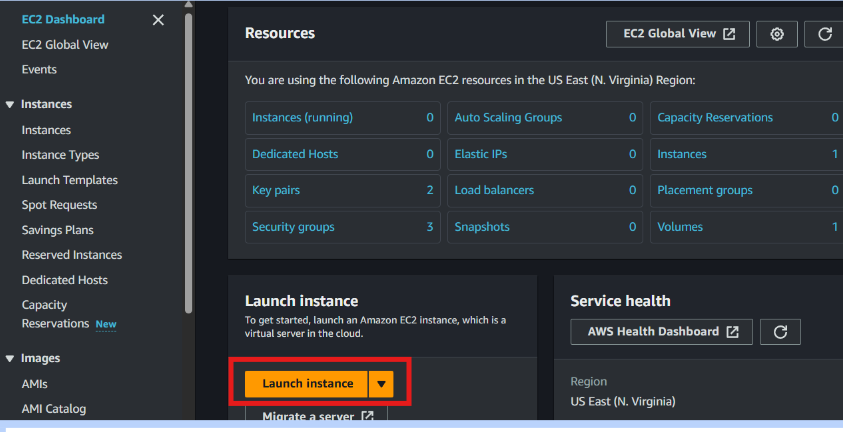 EC2 Dashboard
EC2 Global View
Events
Instances
Instances
Instance Types
Launch Templates
Spot Requests
Savings Plans
Reserved Instances
Dedicated Hosts
Capacity
Reservations New
Images
AMIs
AMI Catalog
Resources
EC2 Global View
You are using the following Amazon EC2 resources in the US East (N. Virginia) Region:
Instances (running) 0
Auto Scaling Groups 0
Capacity Reservations 0
Dedicated Hosts 0
Elastic IPs 0
Instances 1
Key pairs 2
Load balancers 0
Placement groups 0
Security groups 3
Snapshots 0
Volumes 1
Launch instance
To get started, launch an Amazon EC2 instance, which is a
virtual server in the cloud.
Launch instance
Migrate a server
Service health
AWS Health Dashboard
Region
US East (N. Virginia)